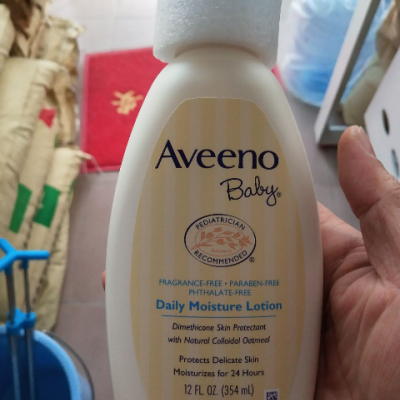 Aveeno
Baby®
PEDIATRICIAN
RECOMMENDED
FRAGRANCE-FREE • PARABEN-FREE
PHTHALATE-FREE
Daily Moisture Lotion
Dimethicone Skin Protectant
with Natural Colloidal Oatmeal
Protects Delicate Skin
Moisturizes for 24 Hours
12 FL. OZ. (354 mL)